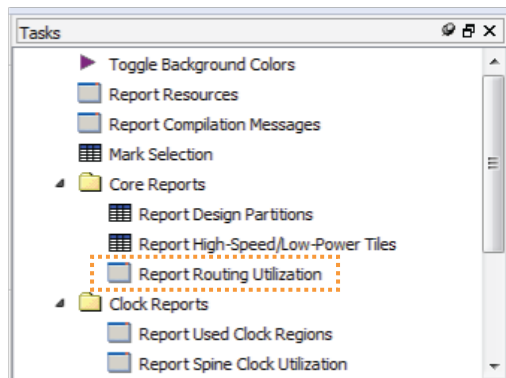 Tasks
Toggle Background Colors
Report Resources
Report Compilation Messages
Mark Selection
Core Reports
Report Design Partitions
Report High-Speed/Low-Power Tiles
Report Routing Utilization
Clock Reports
Report Used Clock Regions
Report Spine Clock Utilization